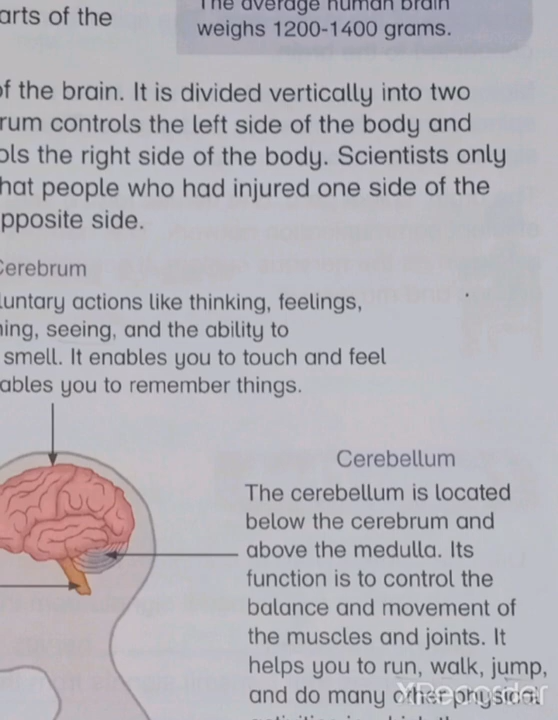 arts of the
The average human brain
weighs 1200-1400 grams.
of the brain. It is divided vertically into two
rum controls the left side of the body and
ols the right side of the body. Scientists only
hat people who had injured one side of the
pposite side.
Cerebrum
luntary actions like thinking, feelings,
ning, seeing, and the ability to
smell. It enables you to touch and feel
ables you to remember things.
Cerebellum
The cerebellum is located
below the cerebrum and
above the medulla. Its
function is to control the
balance and movement of
the muscles and joints. It
helps you to run, walk, jump,
and do many other physical
XRecorder